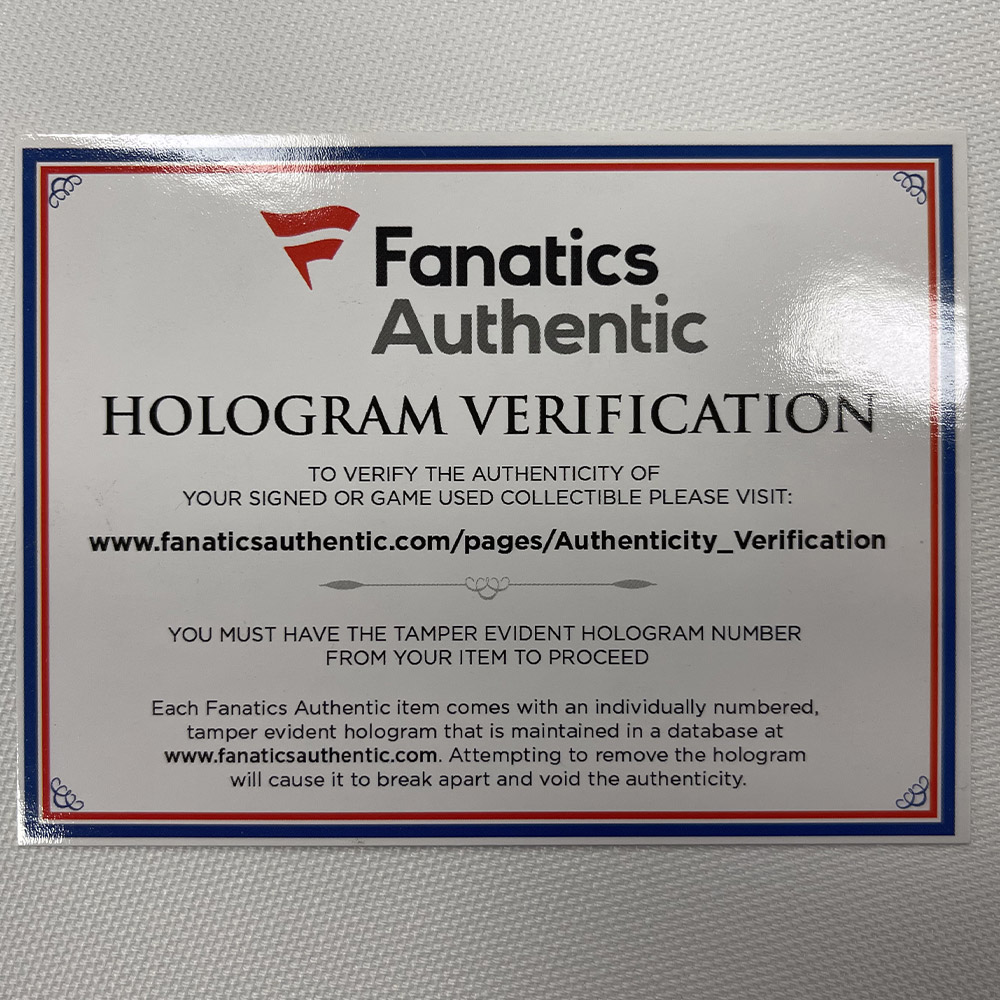 Fanatics
Authentic
HOLOGRAM VERIFICATION
TO VERIFY THE AUTHENTICITY OF
YOUR SIGNED OR GAME USED COLLECTIBLE PLEASE VISIT:
www.fanaticsauthentic.com/pages/Authenticity_Verification
YOU MUST HAVE THE TAMPER EVIDENT HOLOGRAM NUMBER
FROM YOUR ITEM TO PROCEED
Each Fanatics Authentic item comes with an individually numbered,
tamper evident hologram that is maintained in a database at
www.fanaticsauthentic.com. Attempting to remove the hologram
will cause it to break apart and void the authenticity.